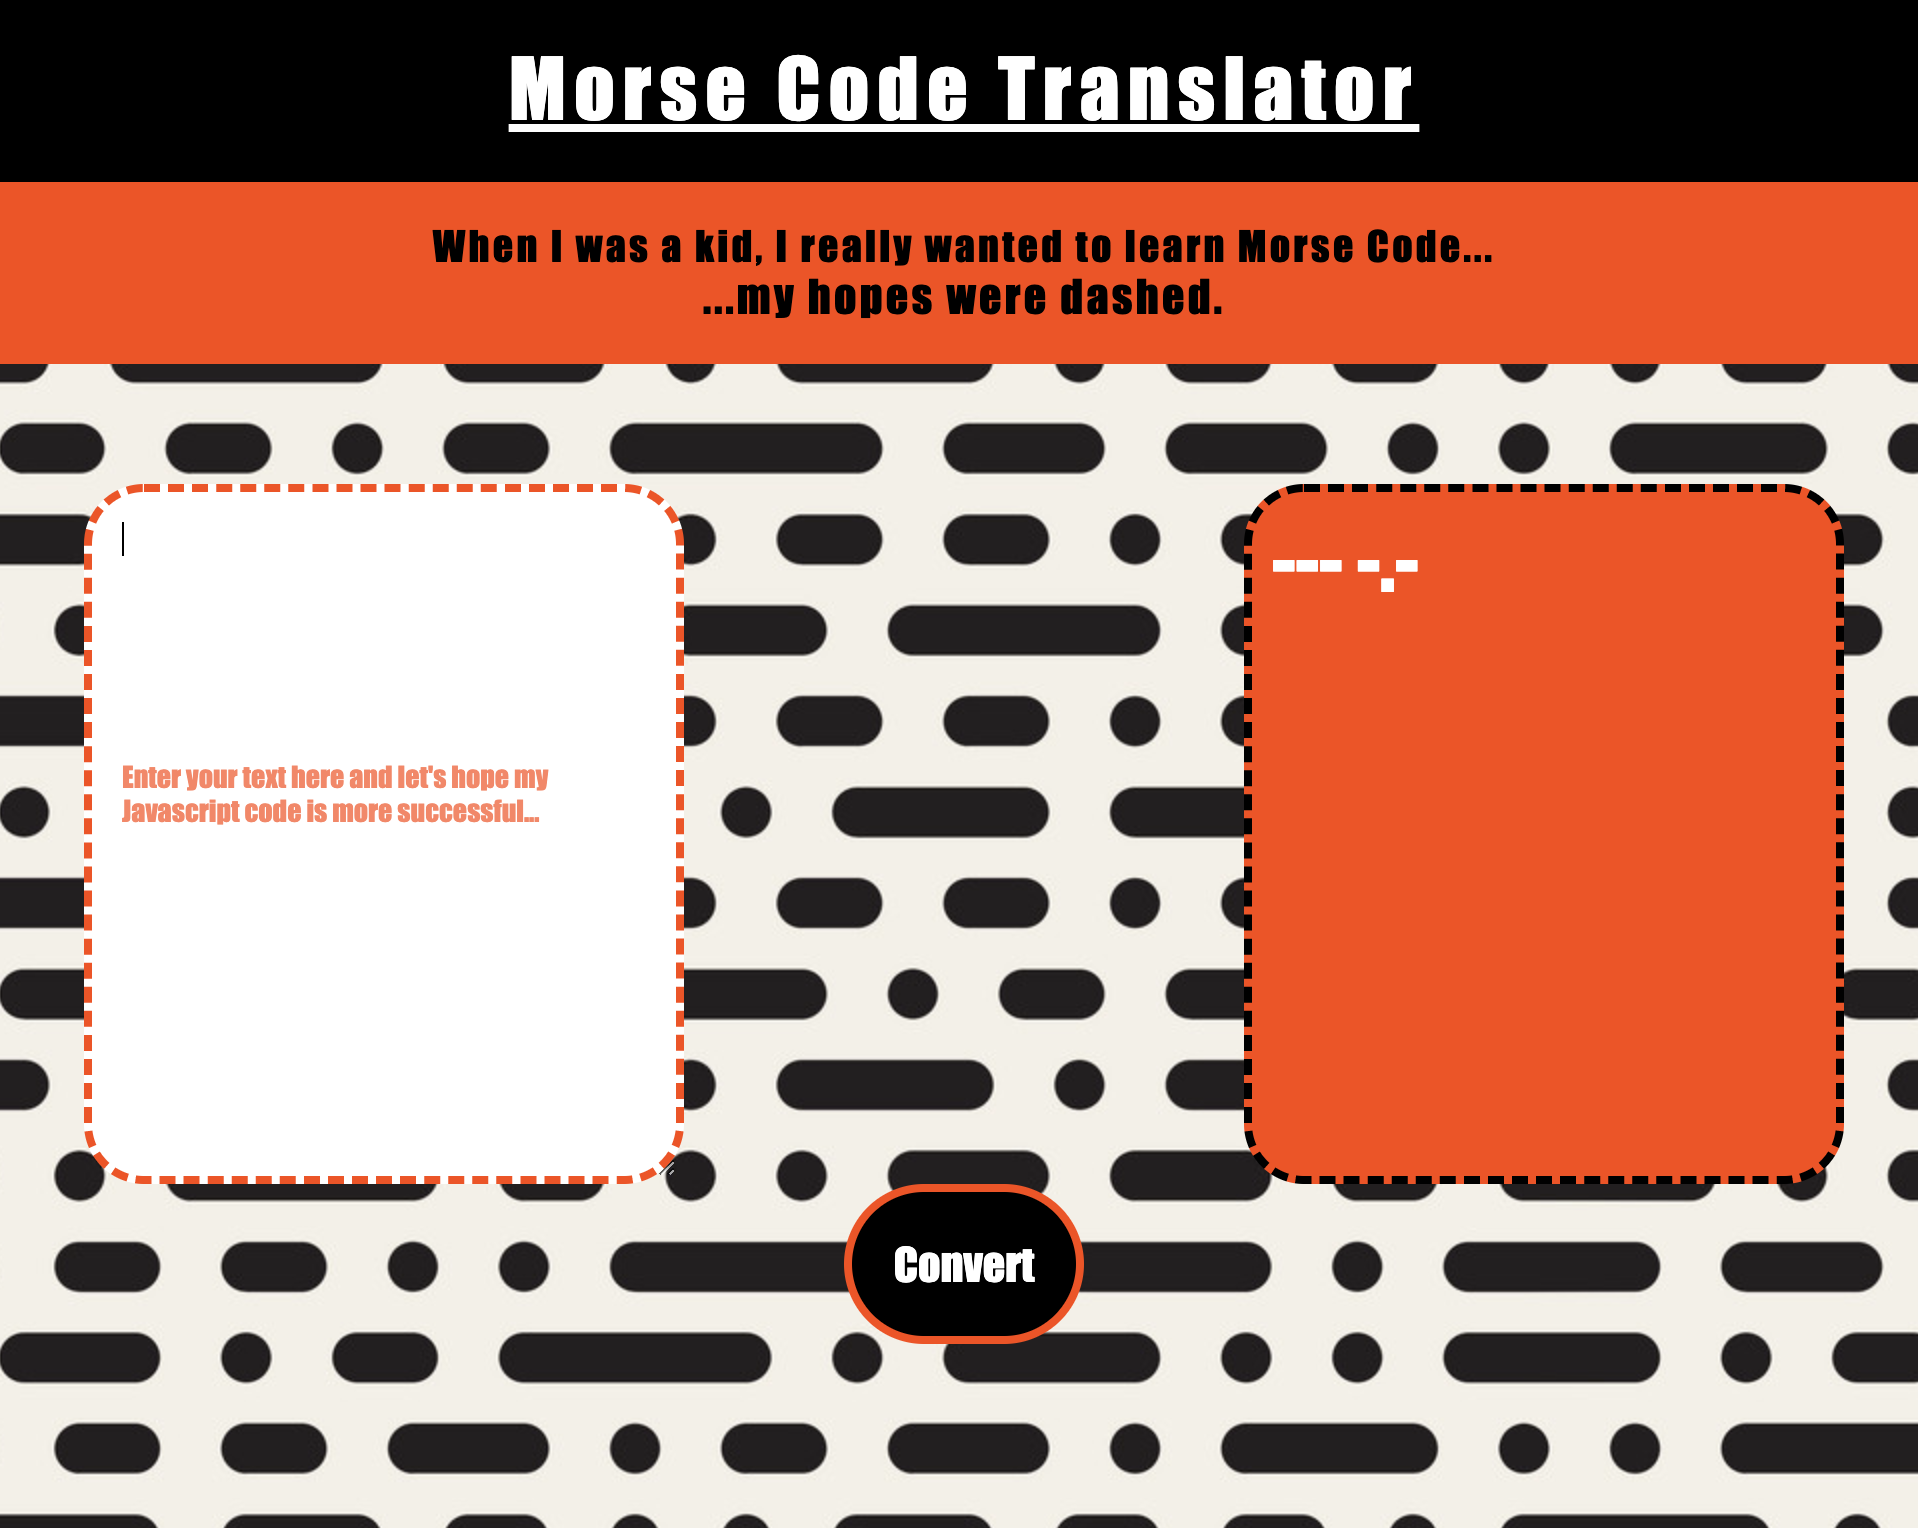 Morse Code Translator
When I was a kid, I really wanted to learn Morse Code...
...my hopes were dashed.
Enter your text here and let's hope my
Javascript code is more successful...
--- -.-
Convert